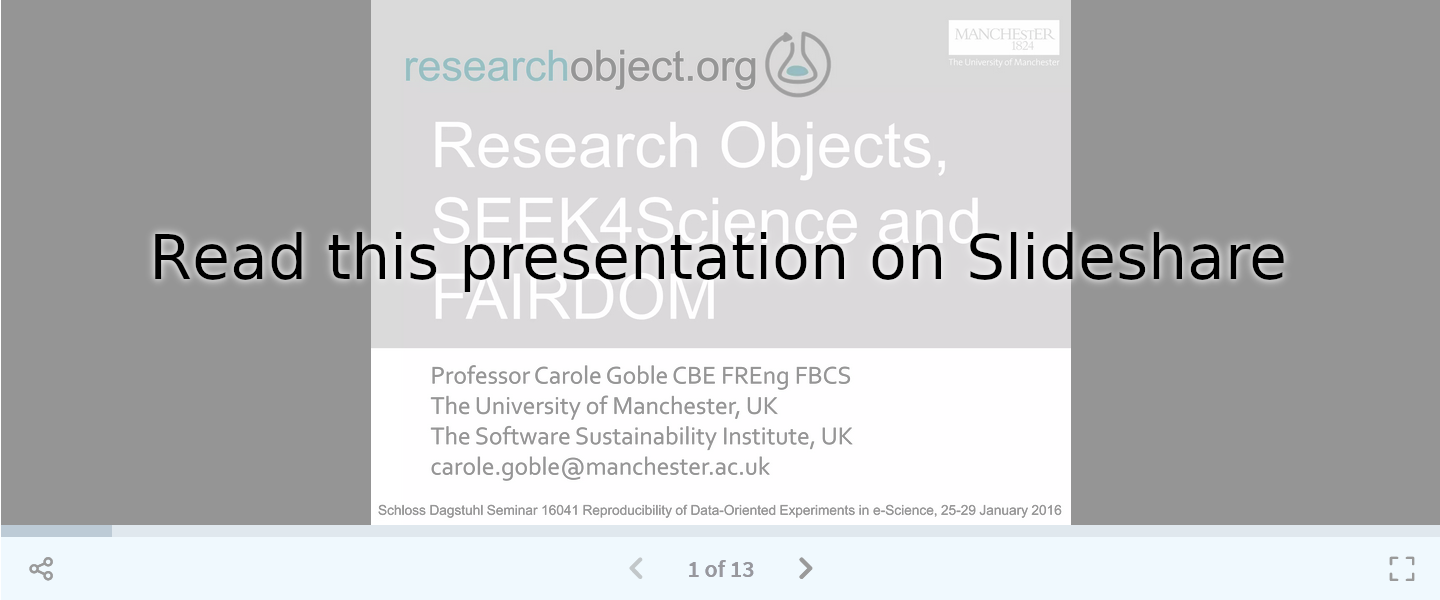 researchobject.org
MANCHESTER
1824
The University of Manchester
Research Objects,
SEEK4Science and
Read this presentation on Slideshare
FAIRDOM
Professor Carole Goble CBE FREng FBCS
The University of Manchester, UK
The Software Sustainability Institute, UK
carole.goble@manchester.ac.uk
Schloss Dagstuhl Seminar 16041 Reproducibility of Data-Oriented Experiments in e-Science, 25-29 January 2016
1 of 13